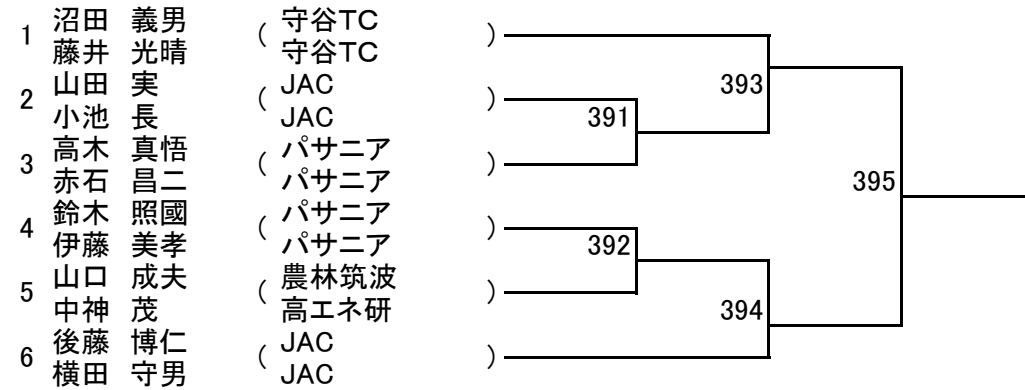 沼田　義男 守谷TC
1 ( )
藤井　光晴 守谷TC
山田　実 JAC 393
2 ( )
小池　長 JAC 391
高木　真悟 パサニア
3 ( )
赤石　昌二 パサニア 395
鈴木　照國 パサニア
4 ( )
伊藤　美孝 パサニア 392
山口　成夫 農林筑波
5 ( )
中神　茂 高エネ研 394
後藤　博仁 JAC
6 ( )
横田　守男 JAC